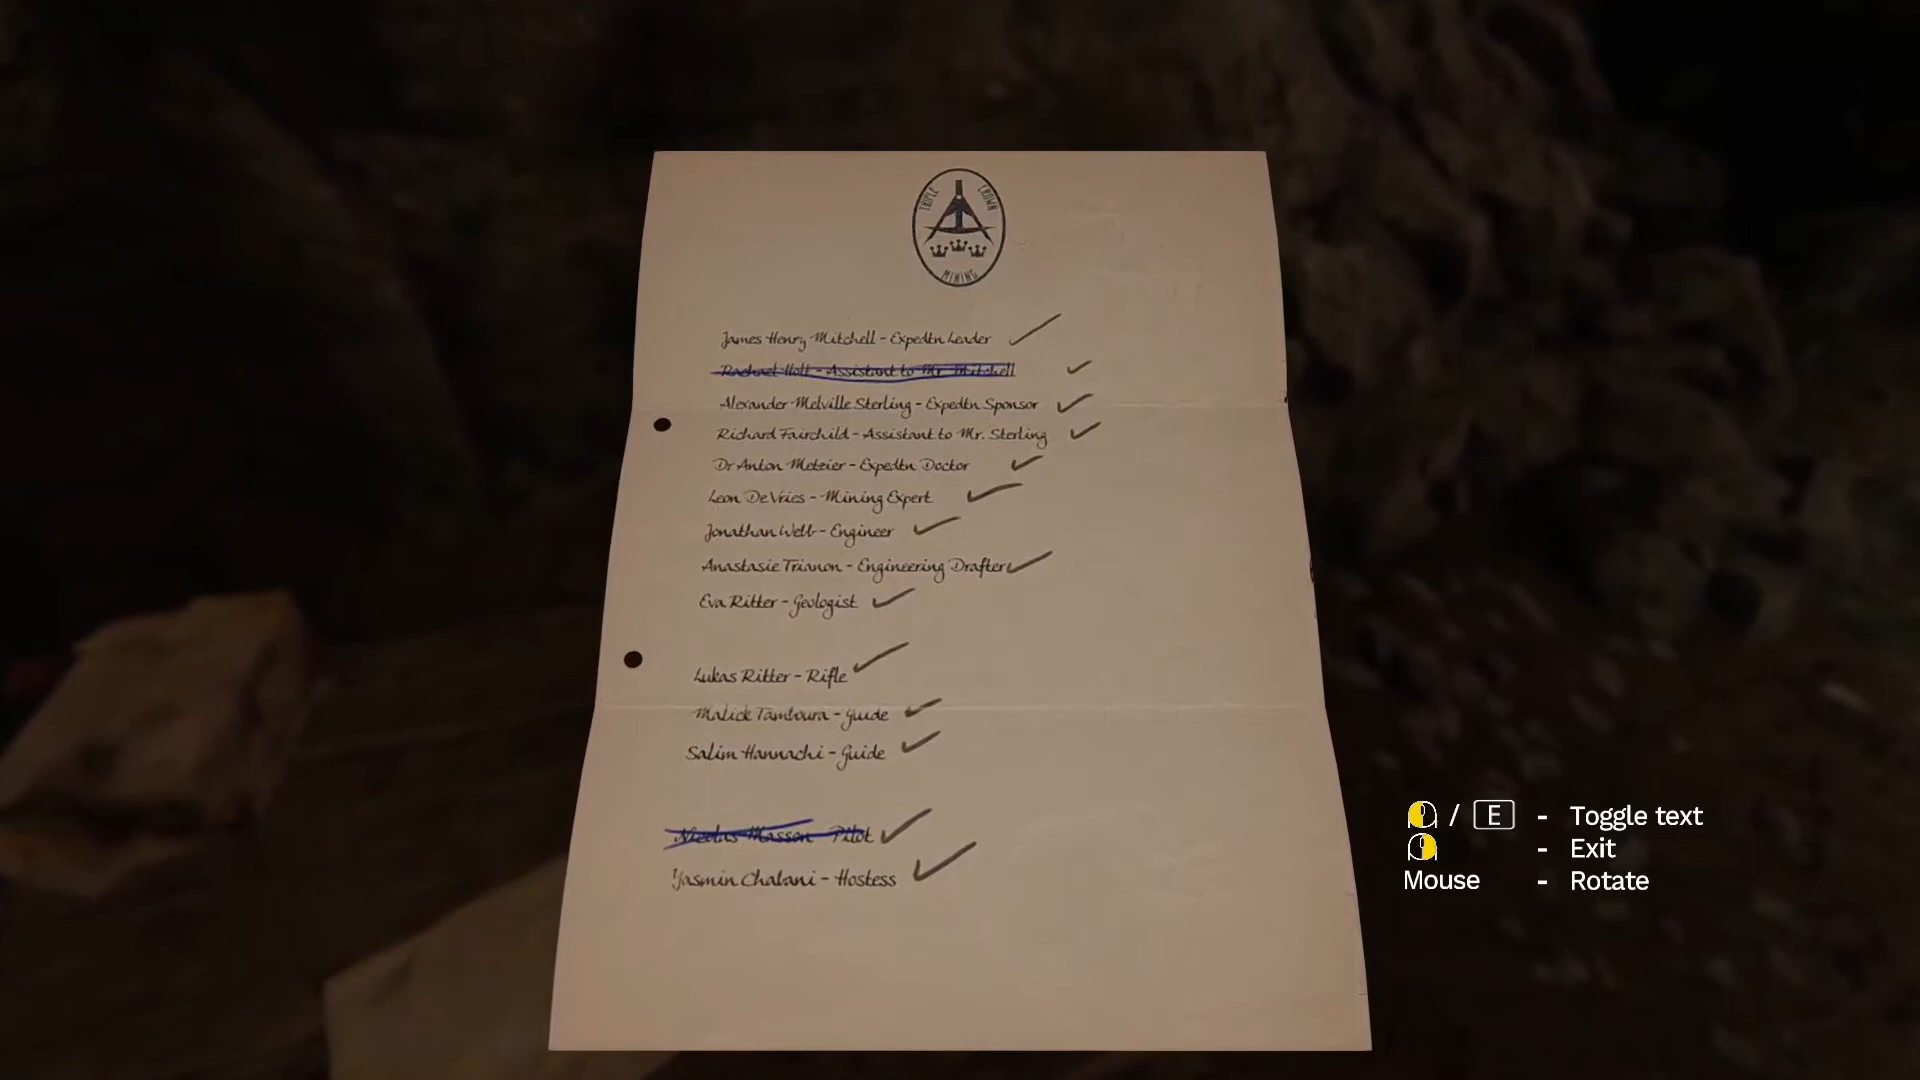 TRIPLE CROWN
MINING
James Henry Mitchell - Expedtn Leader
Rachael Holt - Assistant to Mr Mitchell
Alexander Melville Sterling - Expedtn Sponsor
Richard Fairchild - Assistant to Mr. Sterling
Dr Anton Metzier - Expedtn Doctor
Leon DeVries - Mining Expert
Jonathan Webb - Engineer
Anastasie Trianon - Engineering Drafter
Eva Ritter - Geologist
Lukas Ritter - Rifle
Malick Tamboura - Guide
Salim Hannachi - Guide
Nicolas Masson - Pilot
Yasmin Chabani - Hostess
/ E - Toggle text
- Exit
Mouse - Rotate